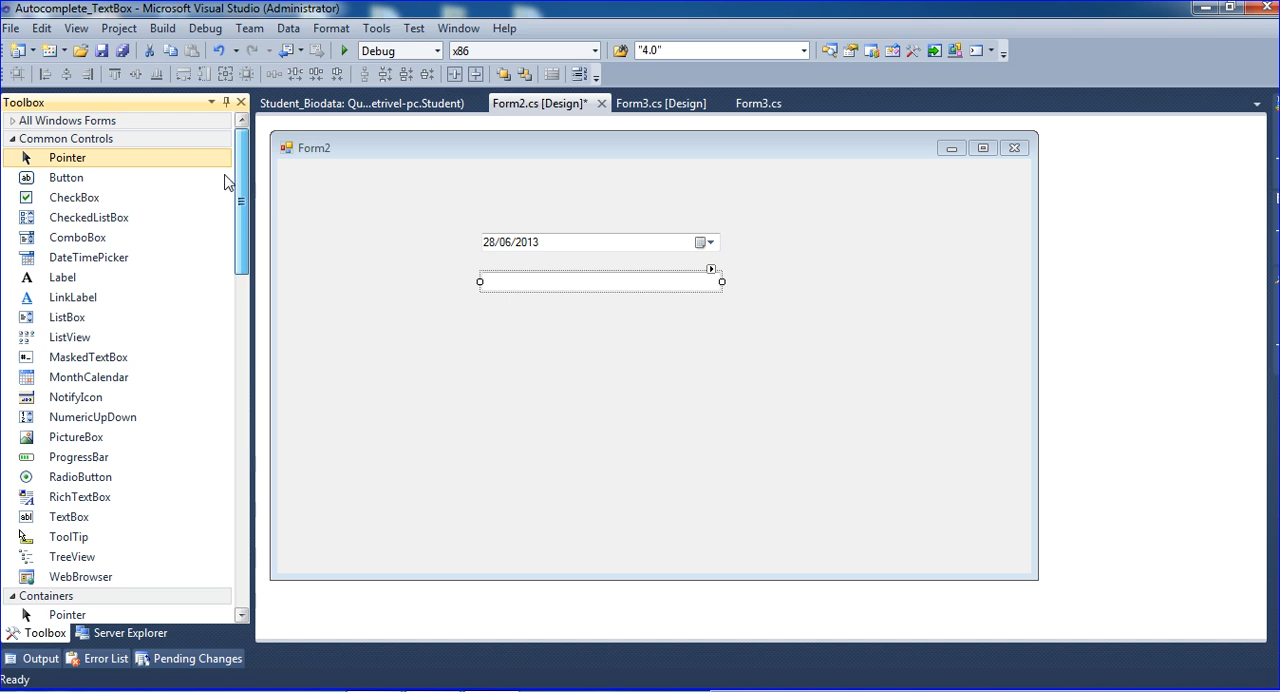 Autocomplete_TextBox - Microsoft Visual Studio (Administrator)
File Edit View Project Build Debug Team Data Format Tools Test Window Help
Debug x86 "4.0"
Toolbox
Student_Biodata: Qu...etrivel-pc.Student) Form2.cs [Design]* Form3.cs [Design] Form3.cs
All Windows Forms
Common Controls
Pointer
Button
CheckBox
CheckedListBox
ComboBox
DateTimePicker
Label
LinkLabel
ListBox
ListView
MaskedTextBox
MonthCalendar
NotifyIcon
NumericUpDown
PictureBox
ProgressBar
RadioButton
RichTextBox
TextBox
ToolTip
TreeView
WebBrowser
Containers
Pointer
Form2
28/06/2013
Toolbox Server Explorer
Output Error List Pending Changes
Ready